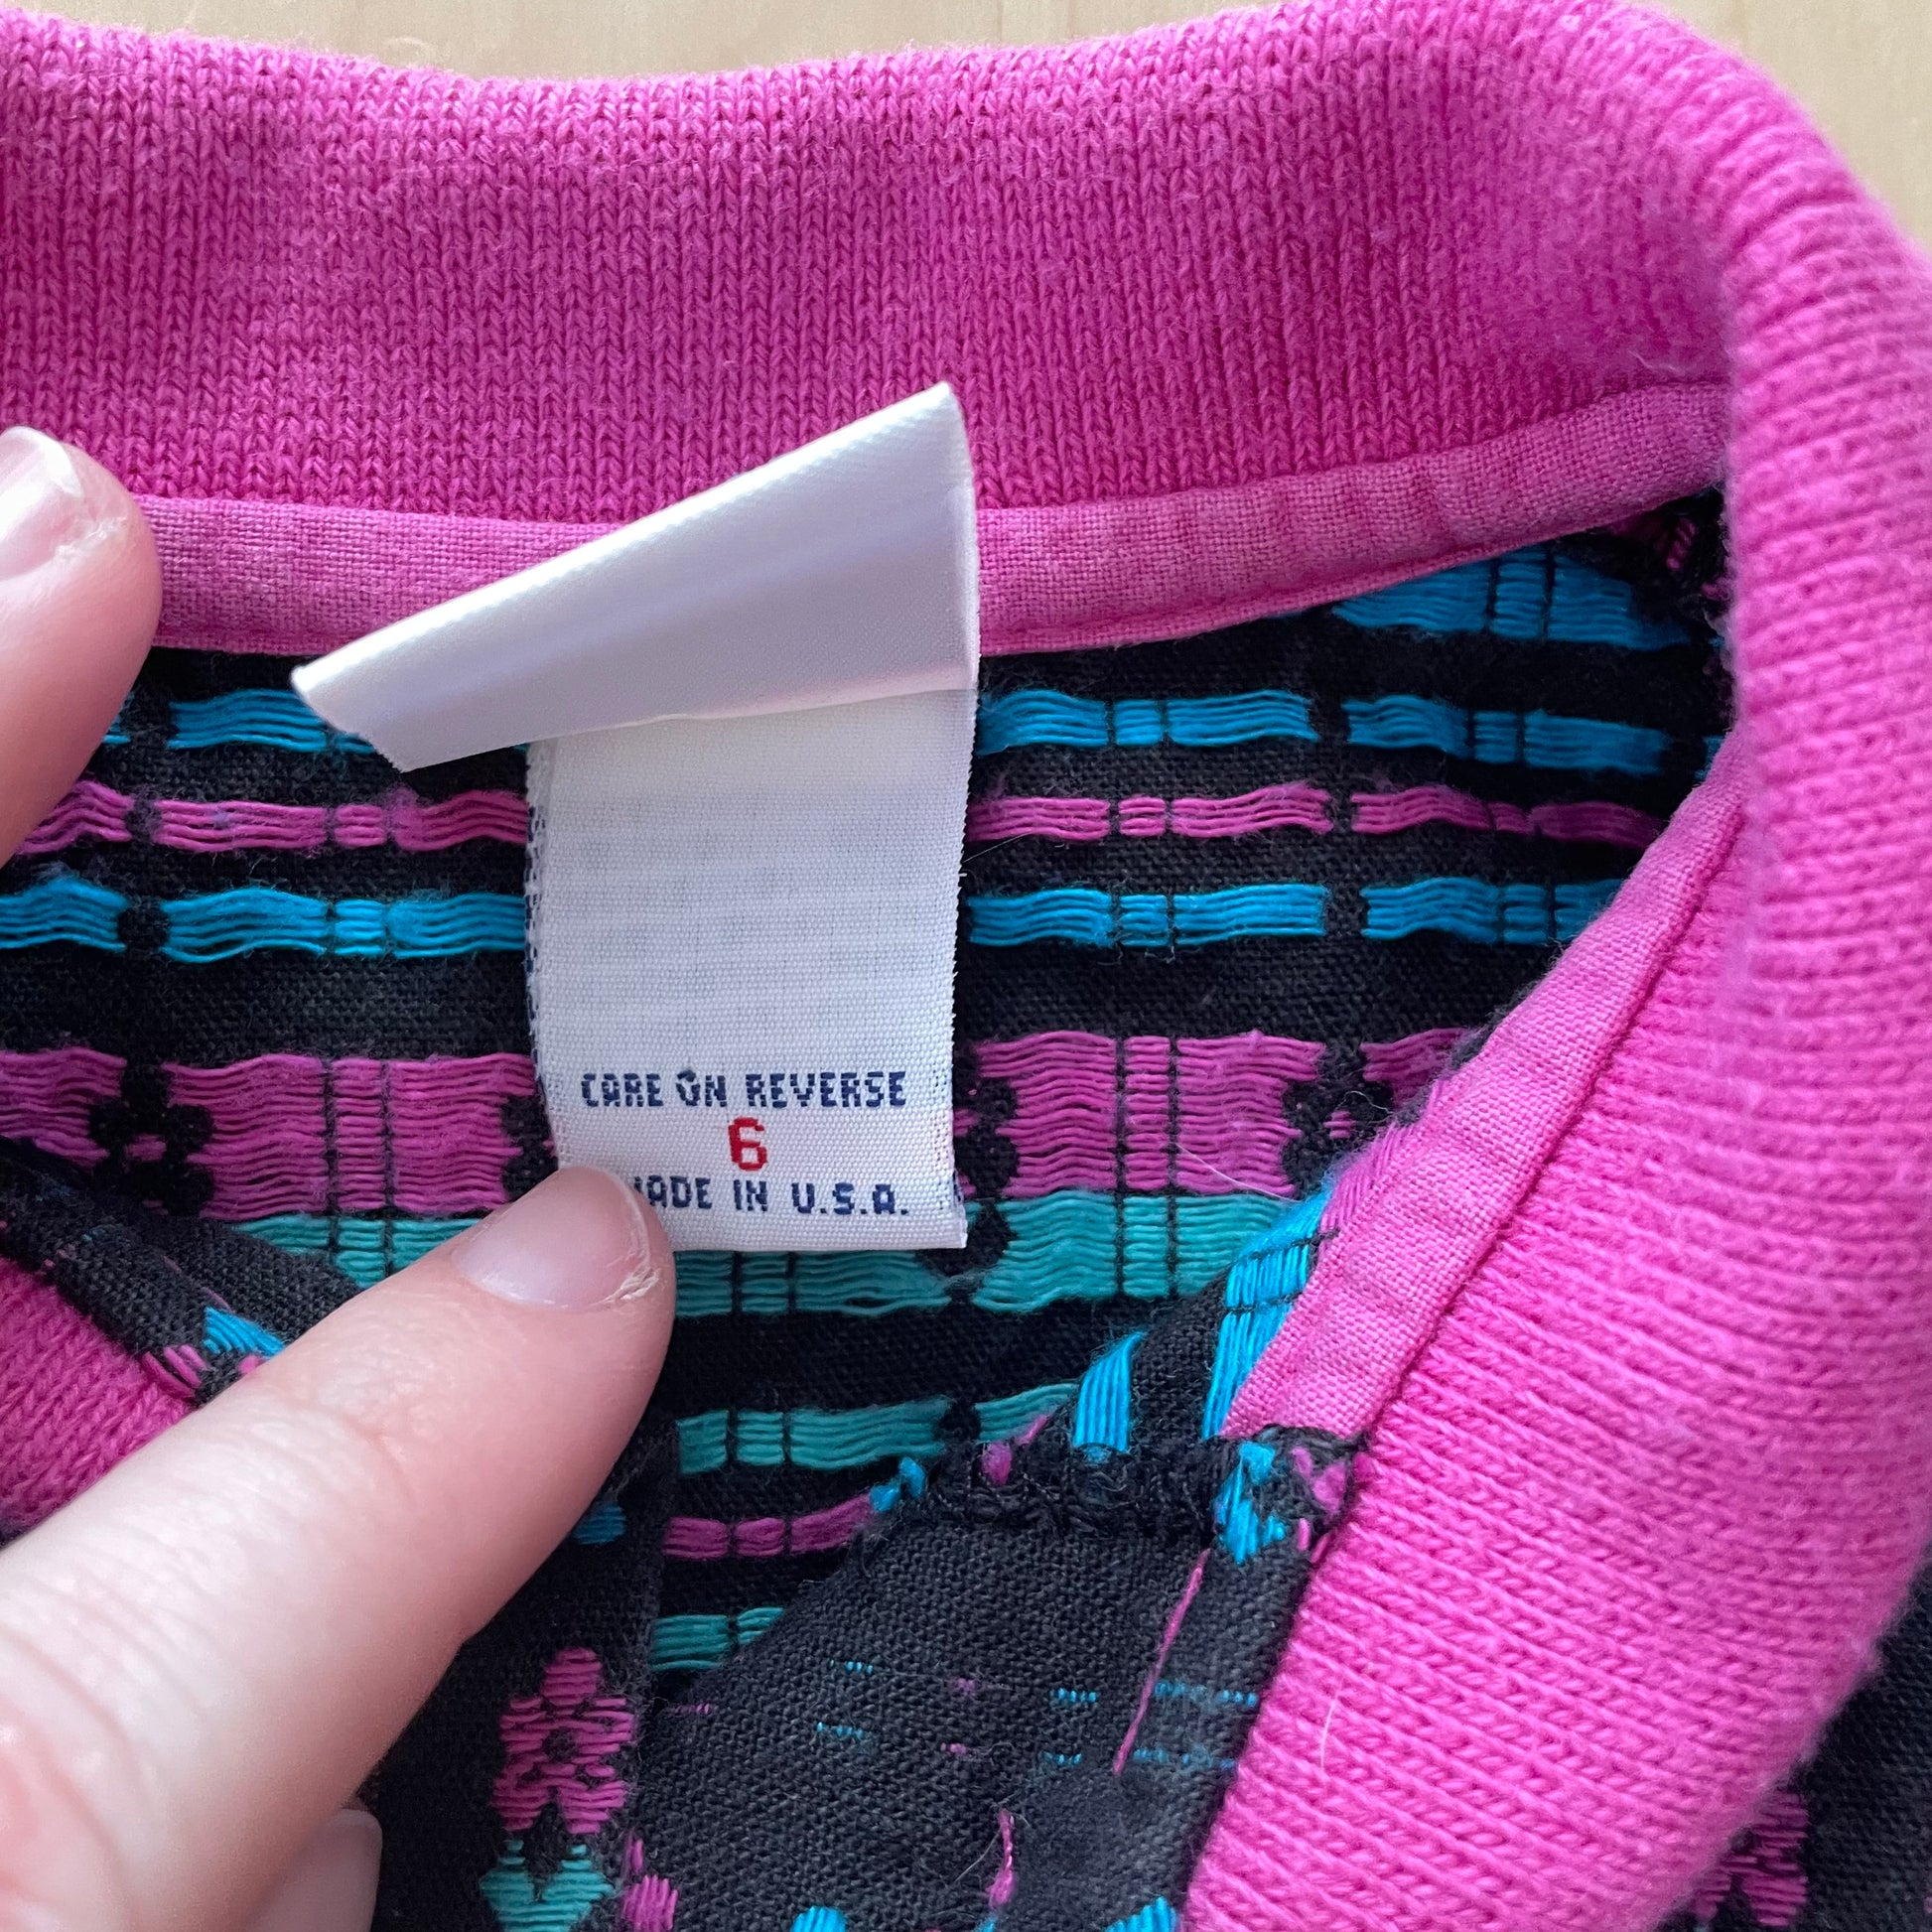 CARE ON REVERSE
6
MADE IN U.S.A.